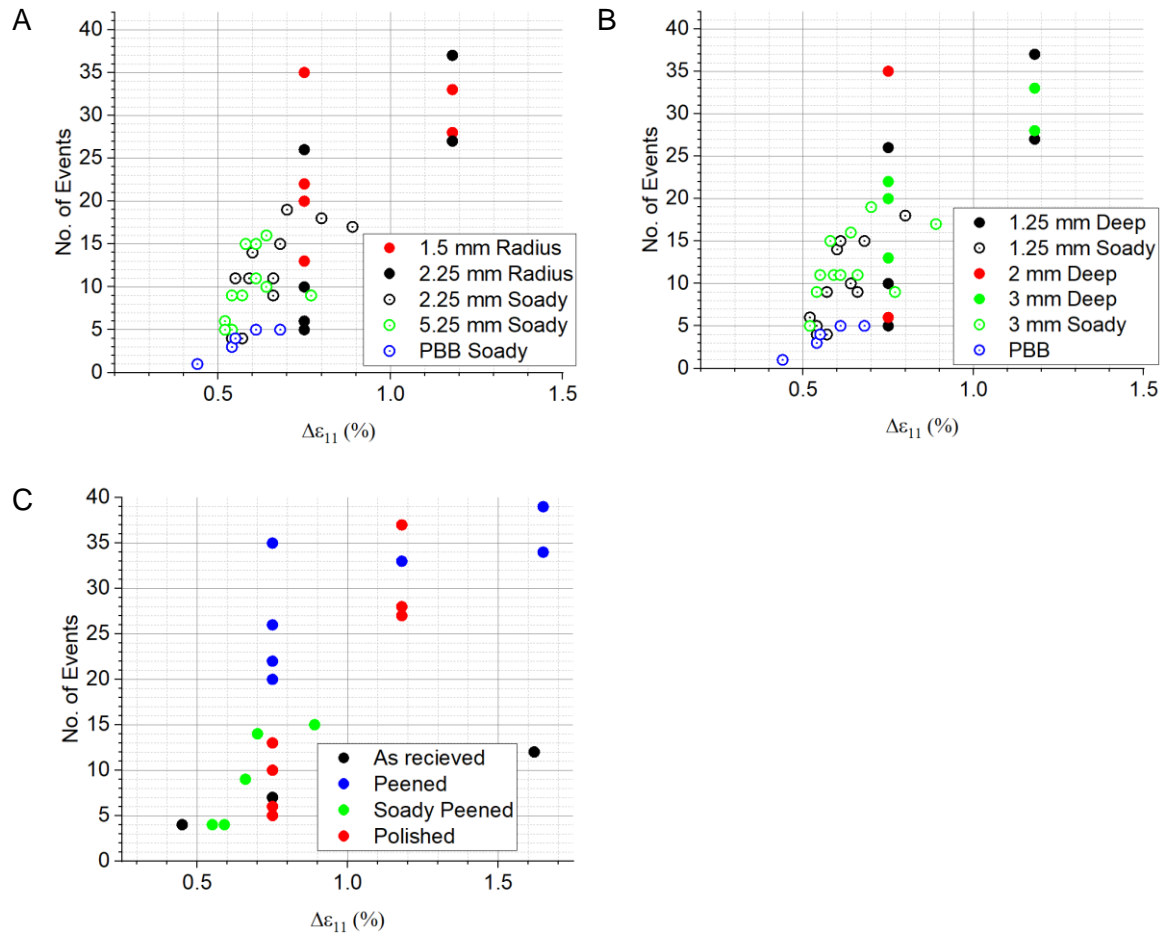 A
No. of Events
40
35
30
25
20
15
10
5
0
0.5 1.0 1.5
Δε11 (%)
1.5 mm Radius
2.25 mm Radius
2.25 mm Soady
5.25 mm Soady
PBB Soady
B
No. of Events
40
35
30
25
20
15
10
5
0
0.5 1.0 1.5
Δε11 (%)
1.25 mm Deep
1.25 mm Soady
2 mm Deep
3 mm Deep
3 mm Soady
PBB
C
No. of Events
40
35
30
25
20
15
10
5
0
0.5 1.0 1.5
Δε11 (%)
As recieved
Peened
Soady Peened
Polished